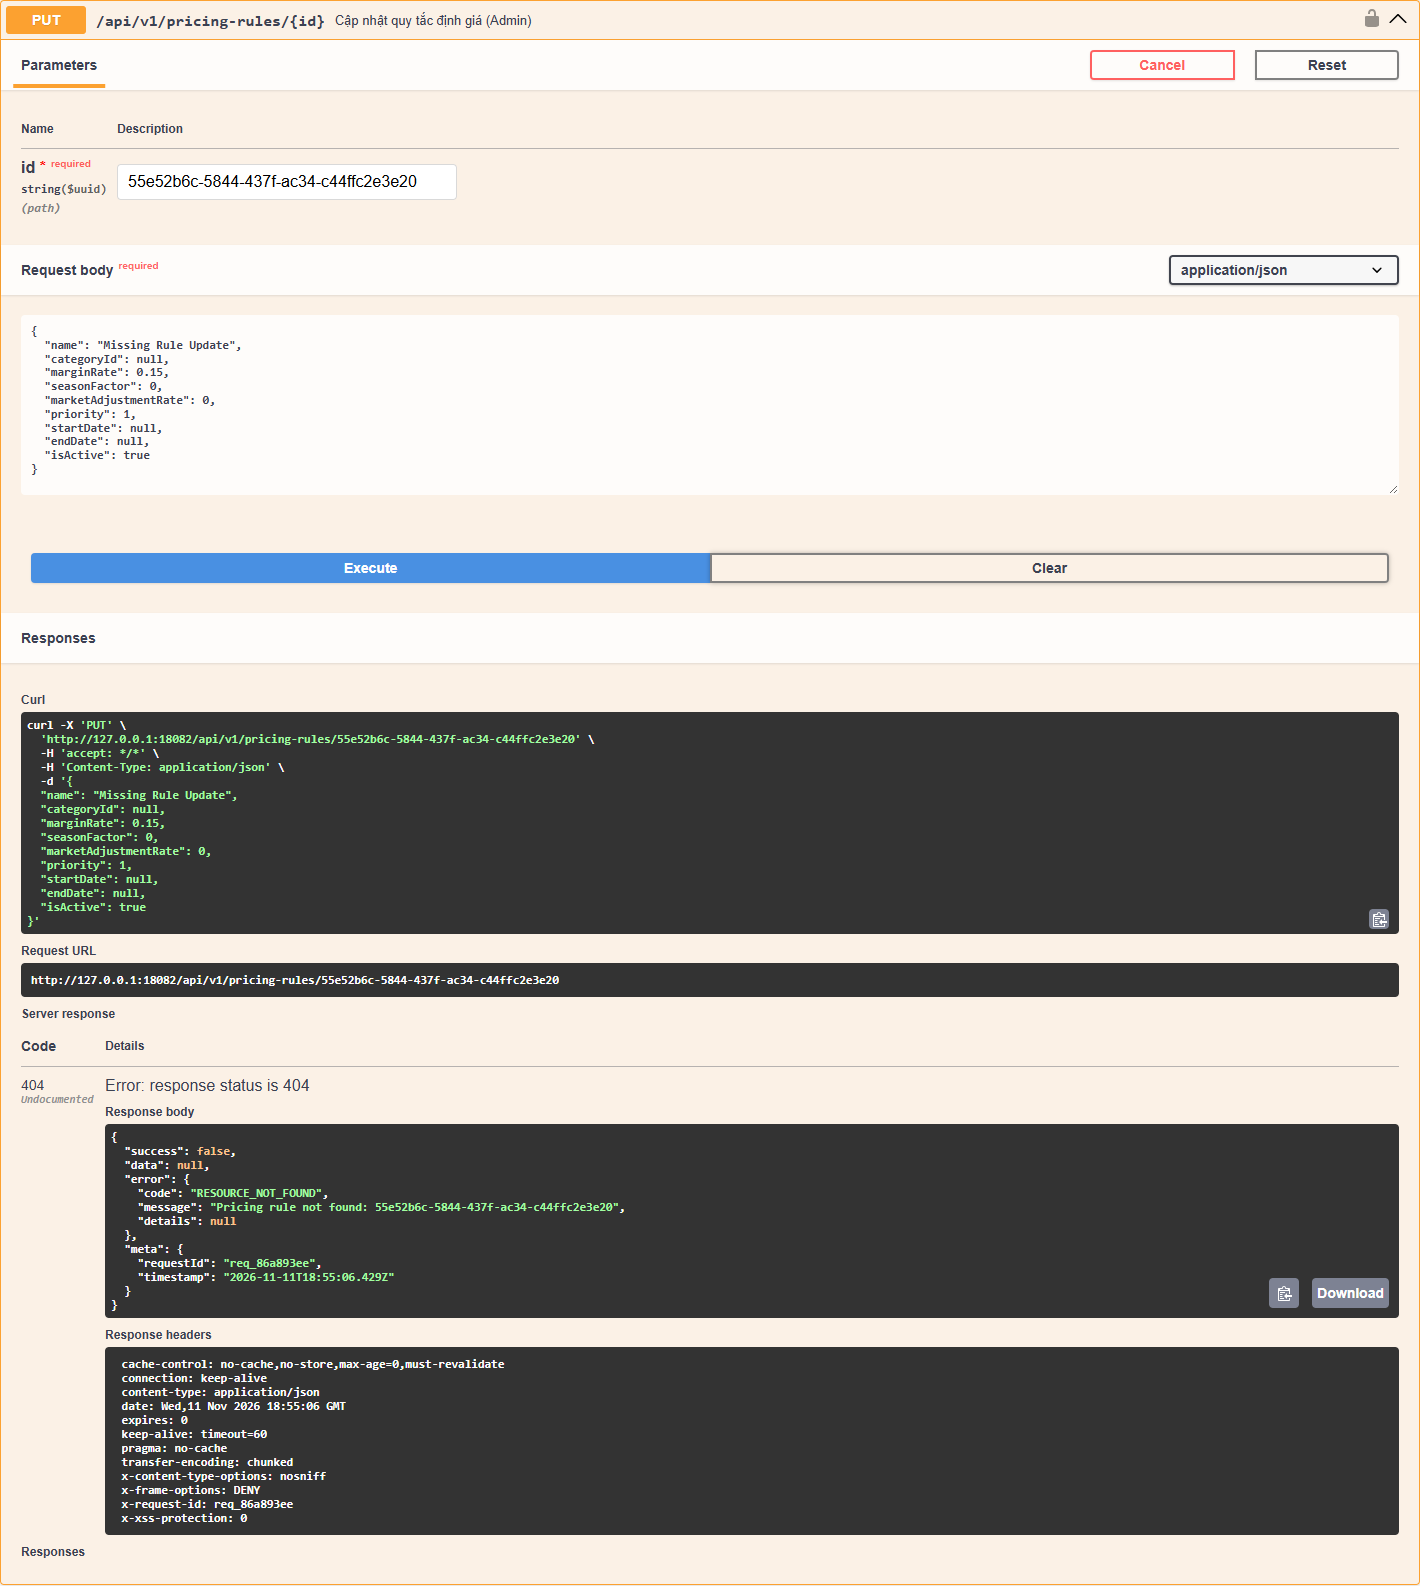 PUT /api/v1/pricing-rules/{id} Cập nhật quy tắc định giá (Admin)
Parameters Cancel Reset
Name Description
id * required
string($uuid)
(path)
55e52b6c-5844-437f-ac34-c44ffc2e3e20
Request body required application/json
{
  "name": "Missing Rule Update",
  "categoryId": null,
  "marginRate": 0.15,
  "seasonFactor": 0,
  "marketAdjustmentRate": 0,
  "priority": 1,
  "startDate": null,
  "endDate": null,
  "isActive": true
}
Execute Clear
Responses
Curl
curl -X 'PUT' \
  'http://127.0.0.1:18082/api/v1/pricing-rules/55e52b6c-5844-437f-ac34-c44ffc2e3e20' \
  -H 'accept: */*' \
  -H 'Content-Type: application/json' \
  -d '{
  "name": "Missing Rule Update",
  "categoryId": null,
  "marginRate": 0.15,
  "seasonFactor": 0,
  "marketAdjustmentRate": 0,
  "priority": 1,
  "startDate": null,
  "endDate": null,
  "isActive": true
}'
Request URL
http://127.0.0.1:18082/api/v1/pricing-rules/55e52b6c-5844-437f-ac34-c44ffc2e3e20
Server response
Code Details
404 Error: response status is 404
Undocumented
Response body
{
  "success": false,
  "data": null,
  "error": {
    "code": "RESOURCE_NOT_FOUND",
    "message": "Pricing rule not found: 55e52b6c-5844-437f-ac34-c44ffc2e3e20",
    "details": null
  },
  "meta": {
    "requestId": "req_86a893ee",
    "timestamp": "2026-11-11T18:55:06.429Z"
  }
}
Download
Response headers
cache-control: no-cache,no-store,max-age=0,must-revalidate
connection: keep-alive
content-type: application/json
date: Wed,11 Nov 2026 18:55:06 GMT
expires: 0
keep-alive: timeout=60
pragma: no-cache
transfer-encoding: chunked
x-content-type-options: nosniff
x-frame-options: DENY
x-request-id: req_86a893ee
x-xss-protection: 0
Responses